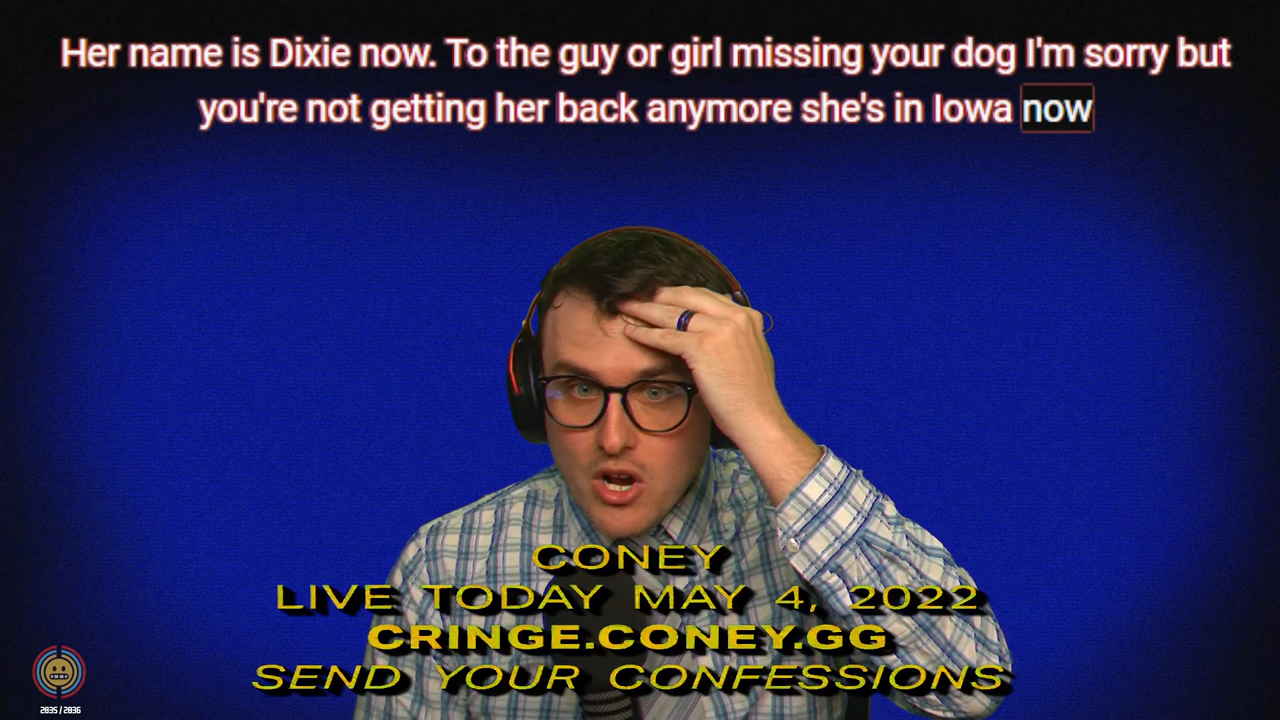 Her name is Dixie now. To the guy or girl missing your dog I'm sorry but
you're not getting her back anymore she's in Iowa now
CONEY
LIVE TODAY MAY 4, 2022
CRINGE.CONEY.GG
SEND YOUR CONFESSIONS
2835 / 2836